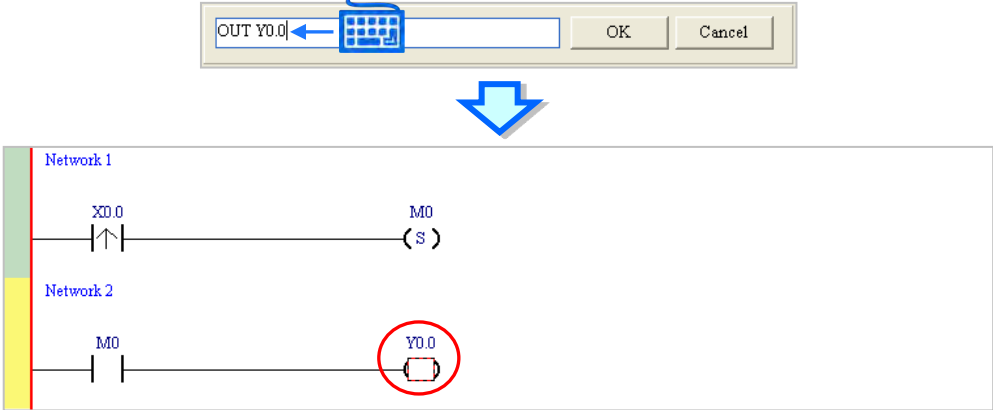 OUT Y0.0
OK
Cancel
Network 1
X0.0 M0
S
Network 2
M0 Y0.0